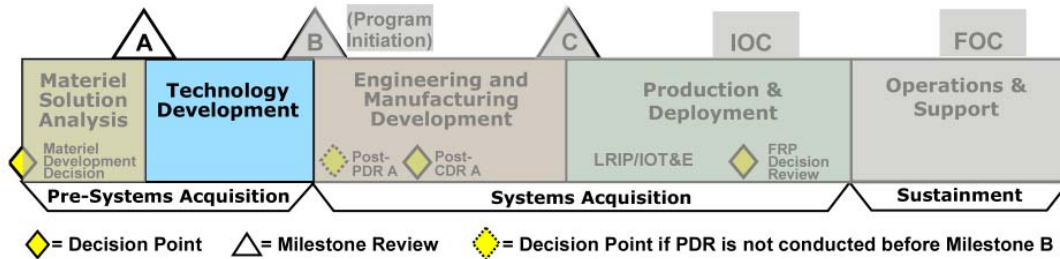 A
B
(Program
Initiation)
C
IOC
FOC
Materiel
Solution
Analysis
Technology
Development
Engineering and
Manufacturing
Development
Production &
Deployment
Operations &
Support
Materiel
Development
Decision
Post-
PDR A
Post-
CDR A
LRIP/IOT&E
FRP
Decision
Review
Pre-Systems Acquisition
Systems Acquisition
Sustainment
= Decision Point
= Milestone Review
= Decision Point if PDR is not conducted before Milestone B